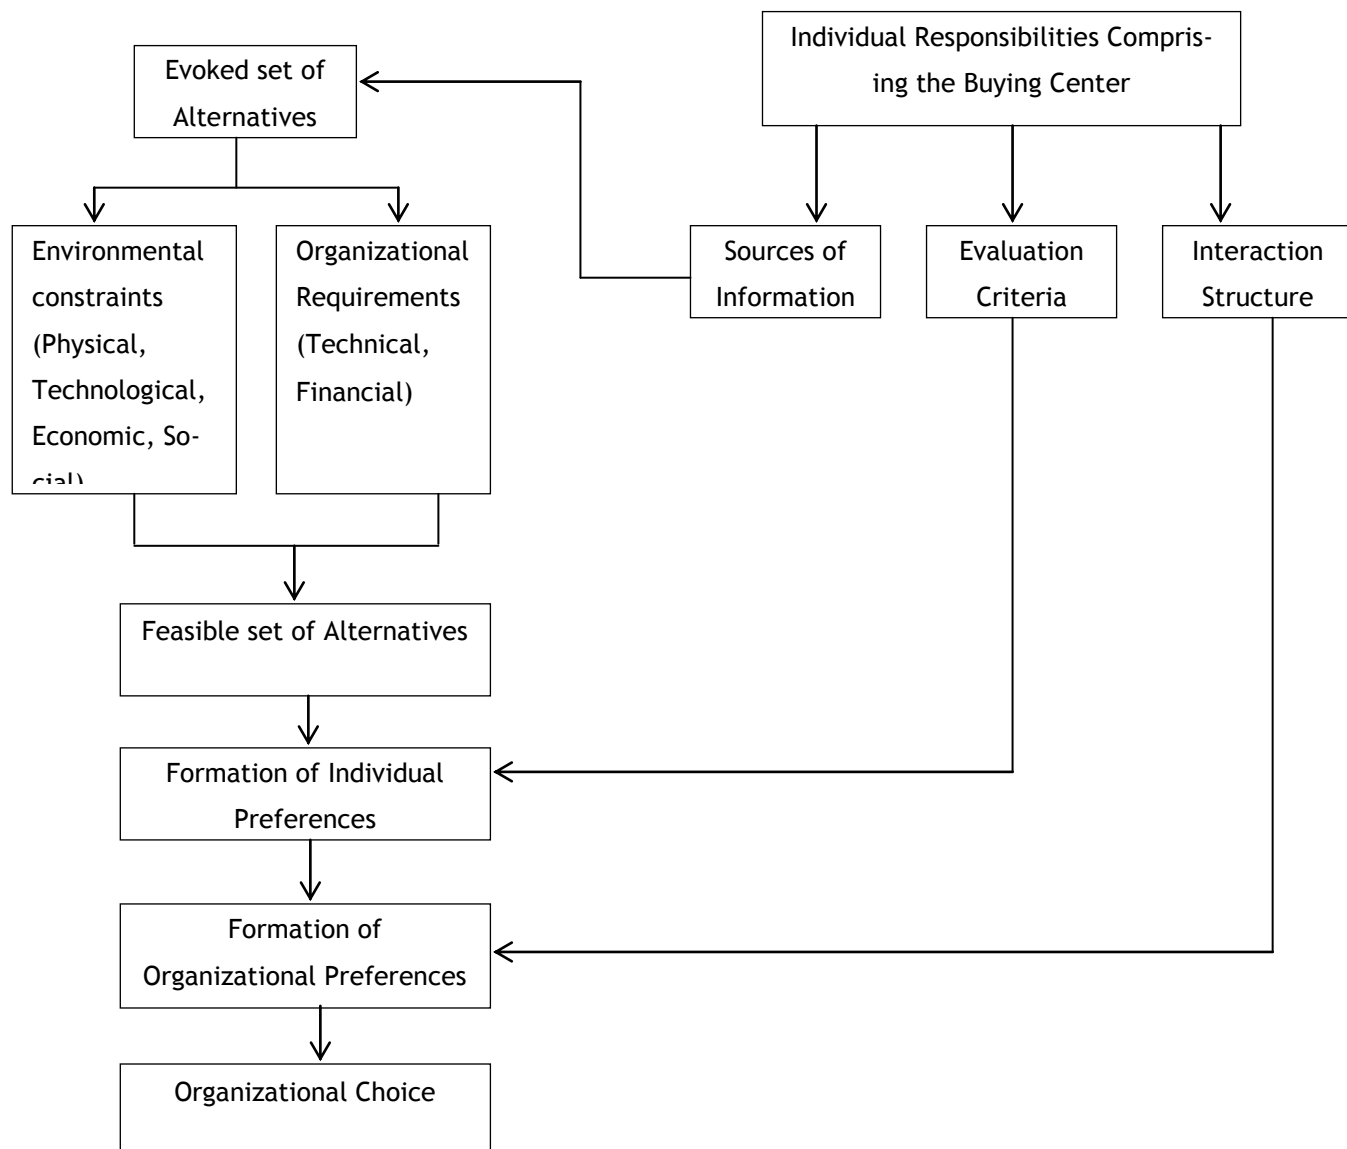 Individual Responsibilities Compris-
ing the Buying Center
Evoked set of
Alternatives
Environmental
constraints
(Physical,
Technological,
Economic, So-
cial)
Organizational
Requirements
(Technical,
Financial)
Sources of
Information
Evaluation
Criteria
Interaction
Structure
Feasible set of Alternatives
Formation of Individual
Preferences
Formation of
Organizational Preferences
Organizational Choice